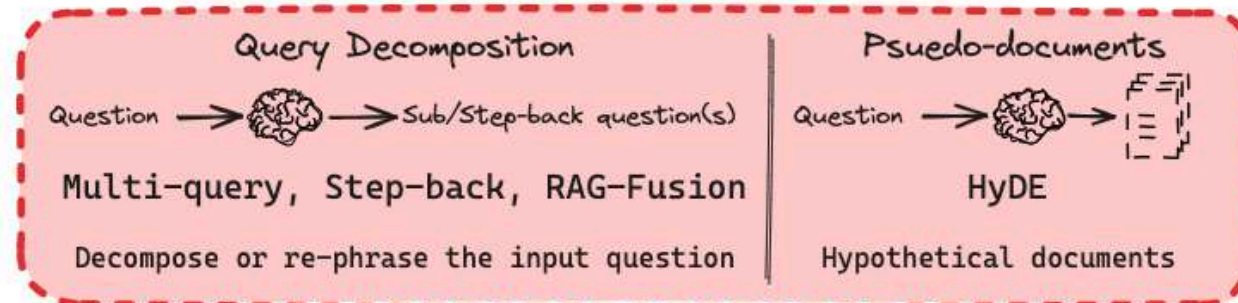 Query Decomposition
Question
Sub/Step-back question(s)
Multi-query, Step-back, RAG-Fusion
Decompose or re-phrase the input question
Psuedo-documents
Question
HyDE
Hypothetical documents